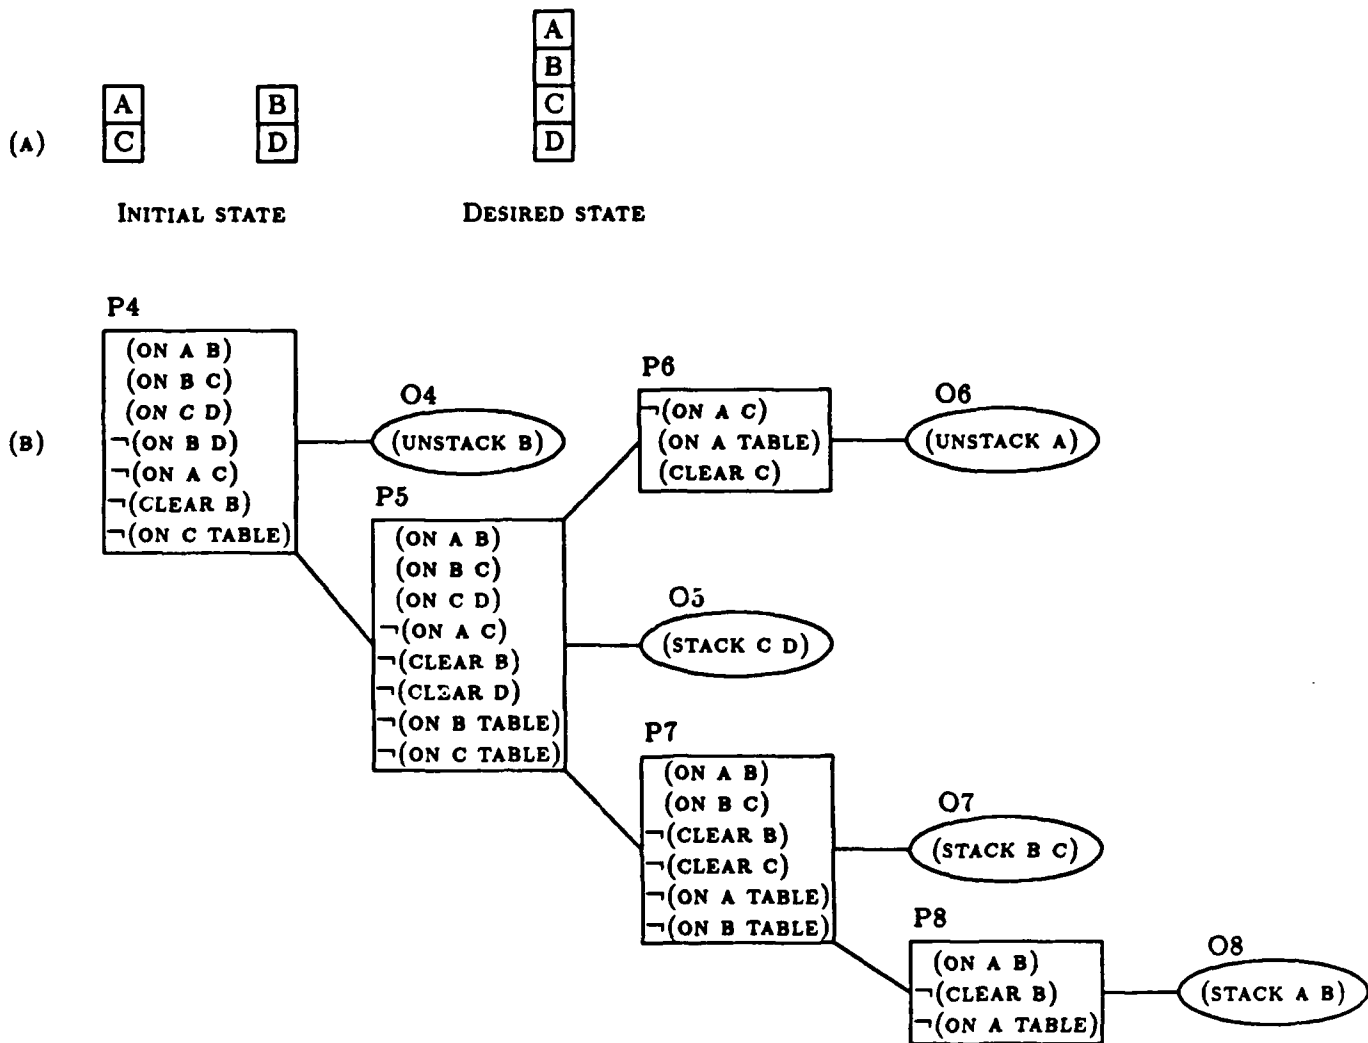 A
B
C
D
A
C
B
D
(A)
INITIAL STATE
DESIRED STATE
(B)
P4
(ON A B)
(ON B C)
(ON C D)
¬(ON B D)
¬(ON A C)
¬(CLEAR B)
¬(ON C TABLE)
O4
(UNSTACK B)
P5
(ON A B)
(ON B C)
(ON C D)
¬(ON A C)
¬(CLEAR B)
¬(CLEAR D)
¬(ON B TABLE)
¬(ON C TABLE)
P6
¬(ON A C)
(ON A TABLE)
(CLEAR C)
O6
(UNSTACK A)
O5
(STACK C D)
P7
(ON A B)
(ON B C)
¬(CLEAR B)
¬(CLEAR C)
¬(ON A TABLE)
¬(ON B TABLE)
O7
(STACK B C)
P8
(ON A B)
¬(CLEAR B)
¬(ON A TABLE)
O8
(STACK A B)